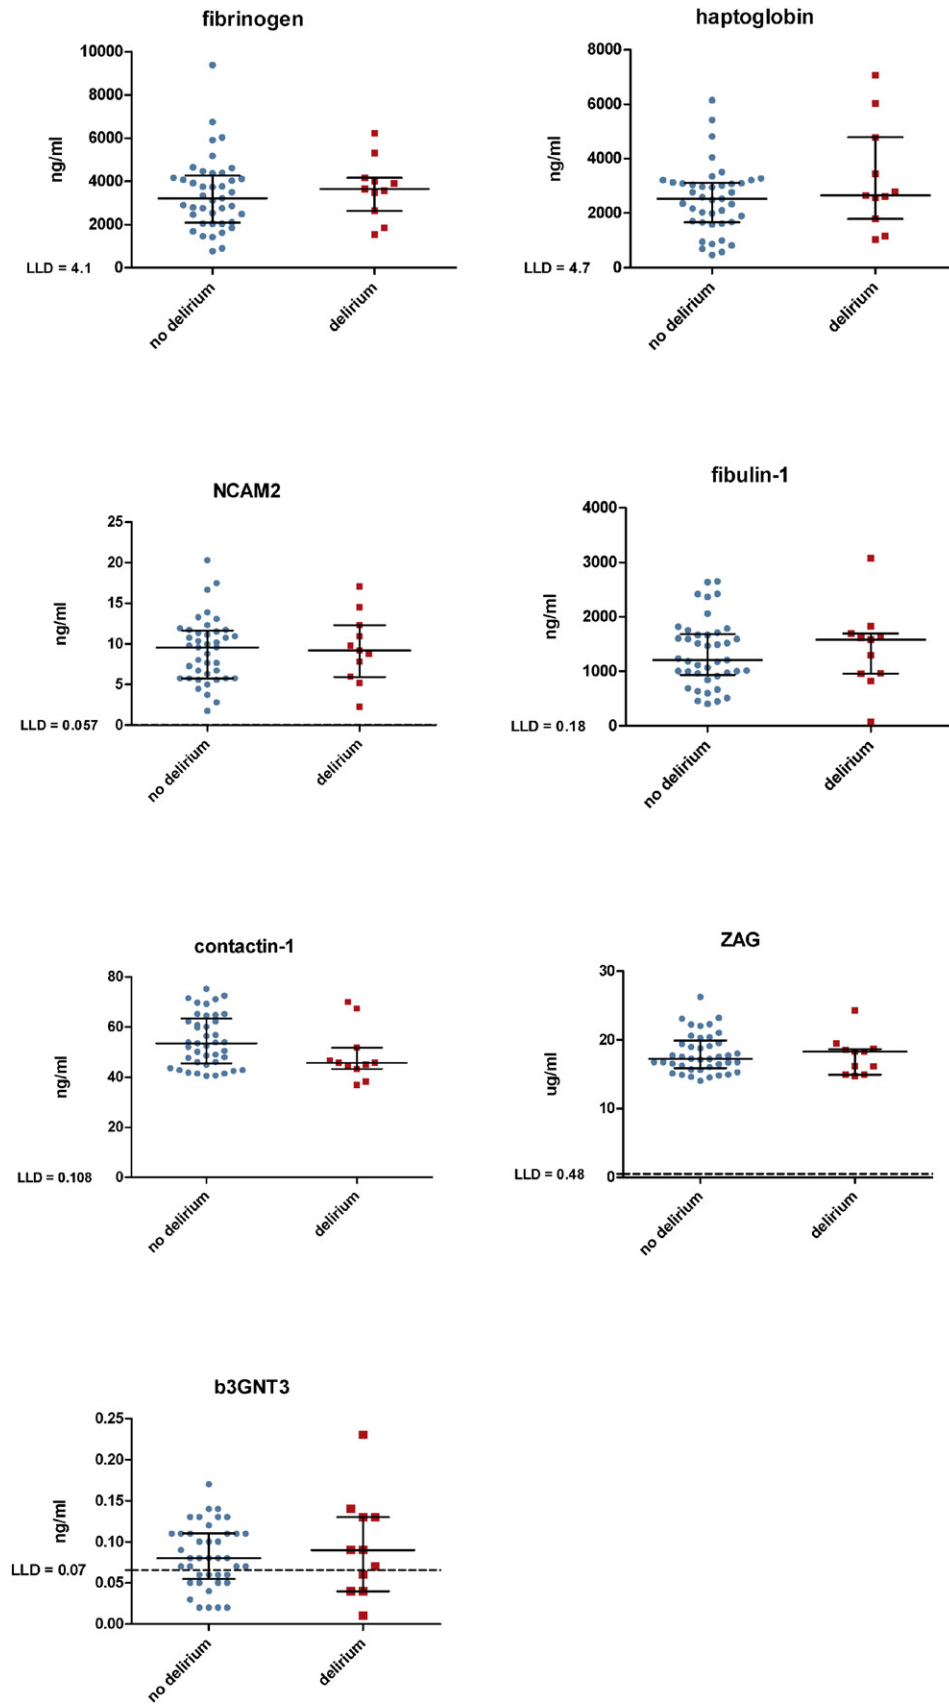 fibrinogen
10000
8000
6000
4000
2000
0
ng/ml
LLD = 4.1
no delirium
delirium
haptoglobin
8000
6000
4000
2000
0
ng/ml
LLD = 4.7
no delirium
delirium
NCAM2
25
20
15
10
5
0
ng/ml
LLD = 0.057
no delirium
delirium
fibulin-1
4000
3000
2000
1000
0
ng/ml
LLD = 0.18
no delirium
delirium
contactin-1
80
60
40
20
0
ng/ml
LLD = 0.108
no delirium
delirium
ZAG
30
20
10
0
ug/ml
LLD = 0.48
no delirium
delirium
b3GNT3
0.25
0.20
0.15
0.10
0.05
0.00
ng/ml
LLD = 0.07
no delirium
delirium